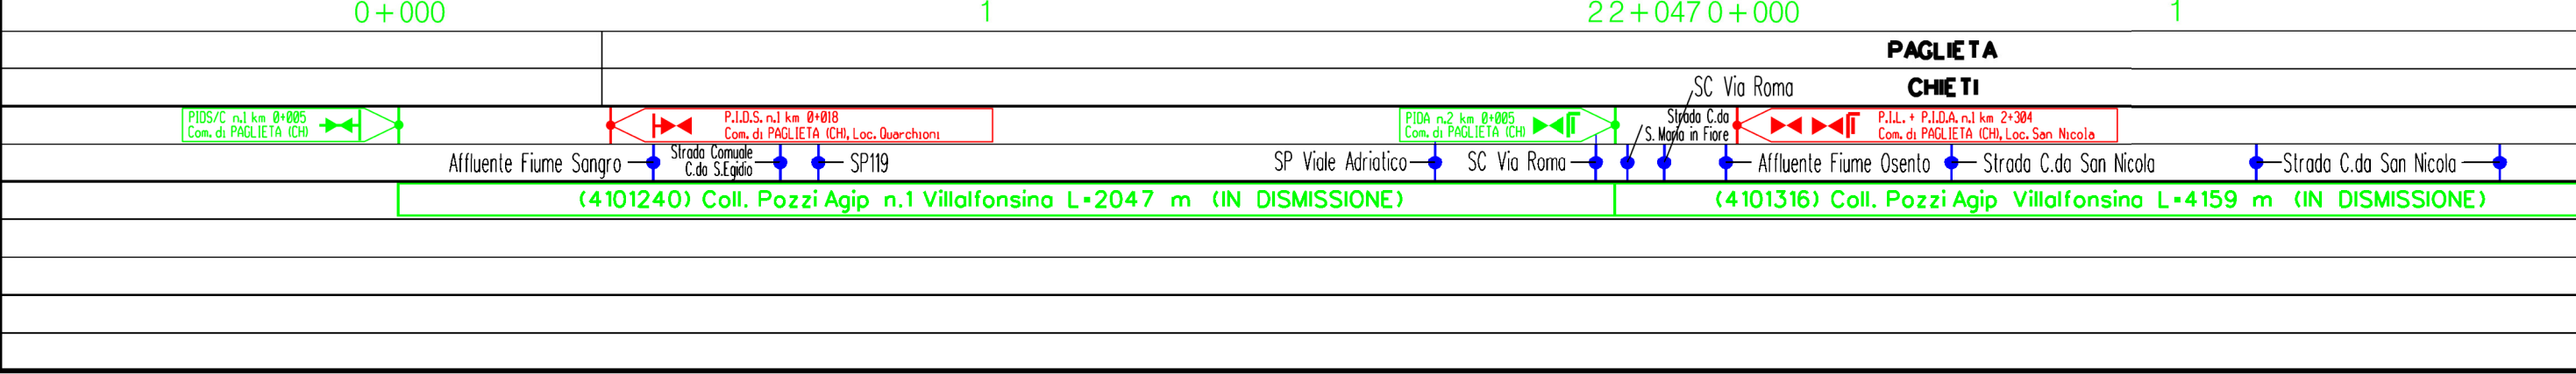 0+000 1 22+047 0+000 1
PAGLIETA
CHIETI
SC Via Roma
PIDS/C n.1 km 0+005
Com. di PAGLIETA (CH)
P.I.D.S. n.1 km 0+018
Com. di PAGLIETA (CH), Loc. Quarchioni
PIDA n.2 km 0+005
Com. di PAGLIETA (CH)
Strada C.da
S. Maria in Fiore
P.I.L. + P.I.D.A. n.1 km 2+304
Com. di PAGLIETA (CH), Loc. San Nicola
Affluente Fiume Sangro
Strada Comuale
C.da S.Egidio
SP119
SP Viale Adriatico
SC Via Roma
Affluente Fiume Osento
Strada C.da San Nicola
Strada C.da San Nicola
(4101240) Coll. Pozzi Agip n.1 Villalfonsina L=2047 m (IN DISMISSIONE)
(4101316) Coll. Pozzi Agip Villalfonsina L=4159 m (IN DISMISSIONE)